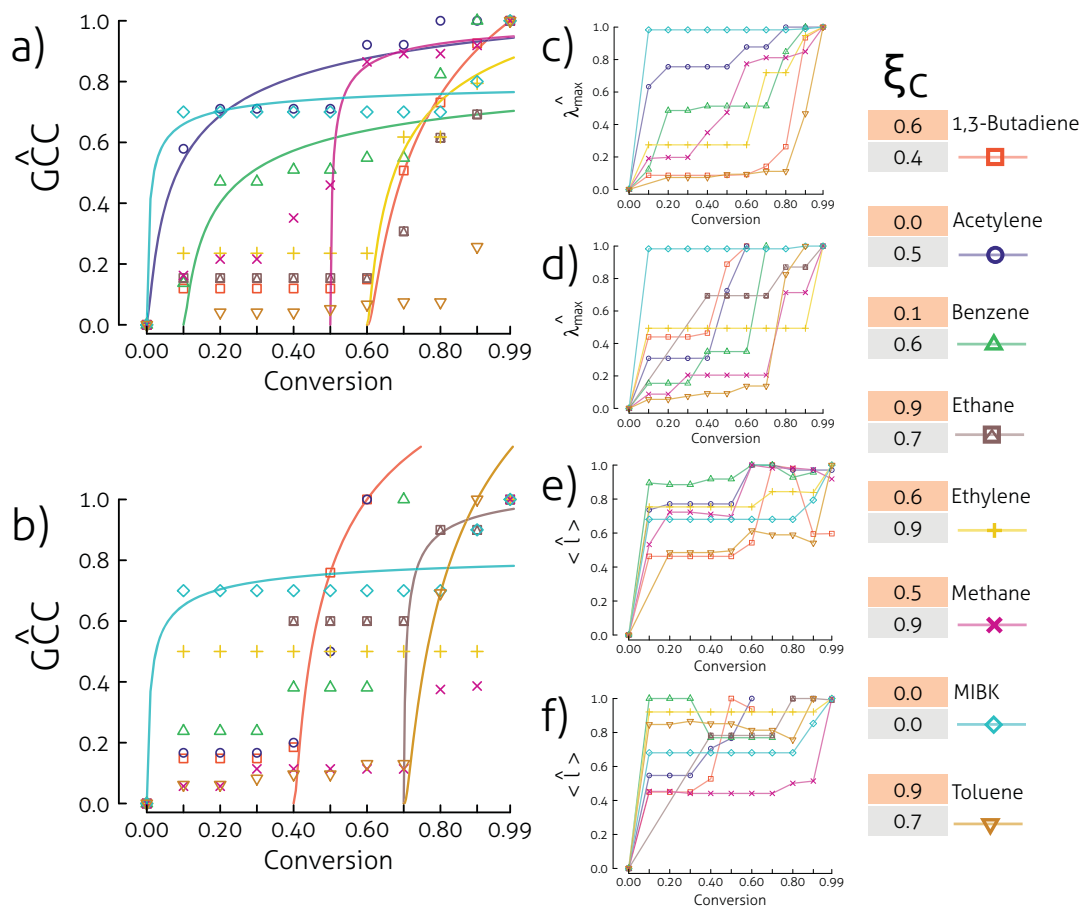 a)
GĈC
1.0
0.8
0.6
0.4
0.2
0.0
0.00 0.20 0.40 0.60 0.80 0.99
Conversion
b)
GĈC
1.0
0.8
0.6
0.4
0.2
0.0
0.00 0.20 0.40 0.60 0.80 0.99
Conversion
c)
λ̂max
1.0
0.8
0.6
0.4
0.2
0.0
0.00 0.20 0.40 0.60 0.80 0.99
Conversion
d)
λ̂max
1.0
0.8
0.6
0.4
0.2
0.0
0.00 0.20 0.40 0.60 0.80 0.99
Conversion
e)
< l̂ >
1.0
0.8
0.6
0.4
0.2
0.0
0.00 0.20 0.40 0.60 0.80 0.99
Conversion
f)
< l̂ >
1.0
0.8
0.6
0.4
0.2
0.0
0.00 0.20 0.40 0.60 0.80 0.99
Conversion
ξC
0.6 1,3-Butadiene
0.4
0.0 Acetylene
0.5
0.1 Benzene
0.6
0.9 Ethane
0.7
0.6 Ethylene
0.9
0.5 Methane
0.9
0.0 MIBK
0.0
0.9 Toluene
0.7